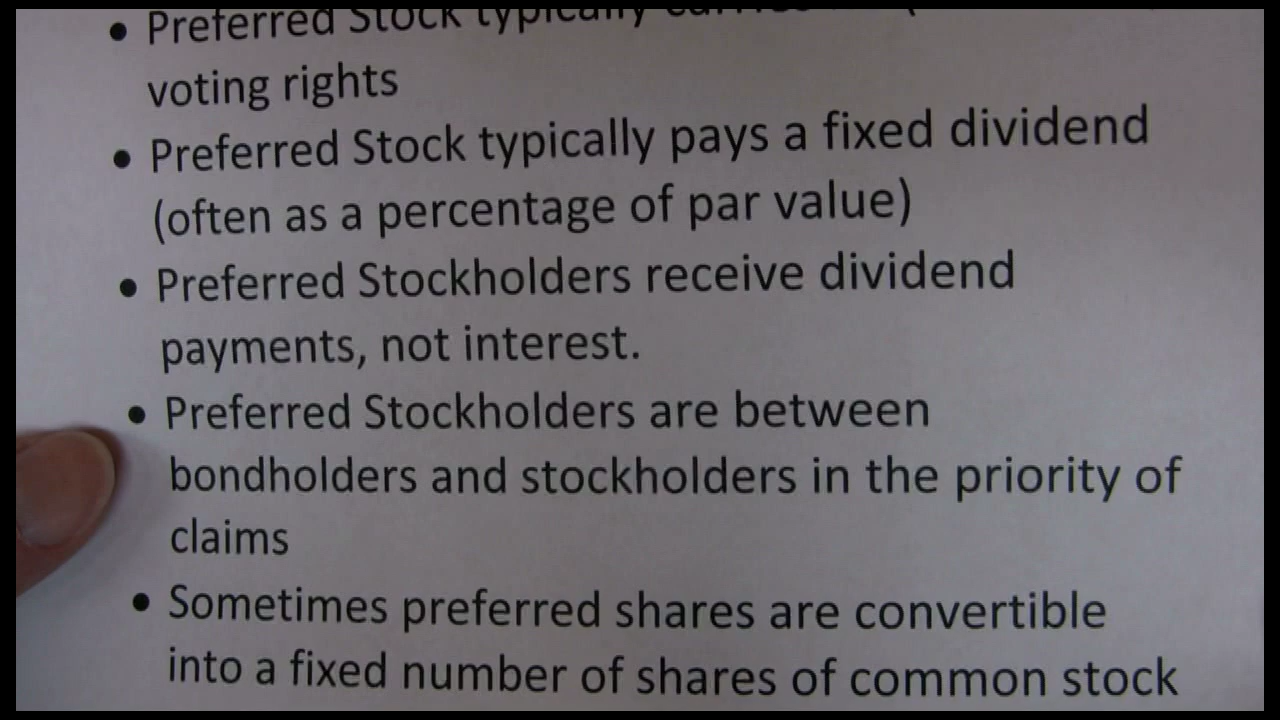 • Preferred Stock typically
voting rights
• Preferred Stock typically pays a fixed dividend
(often as a percentage of par value)
• Preferred Stockholders receive dividend
payments, not interest.
• Preferred Stockholders are between
bondholders and stockholders in the priority of
claims
• Sometimes preferred shares are convertible
into a fixed number of shares of common stock